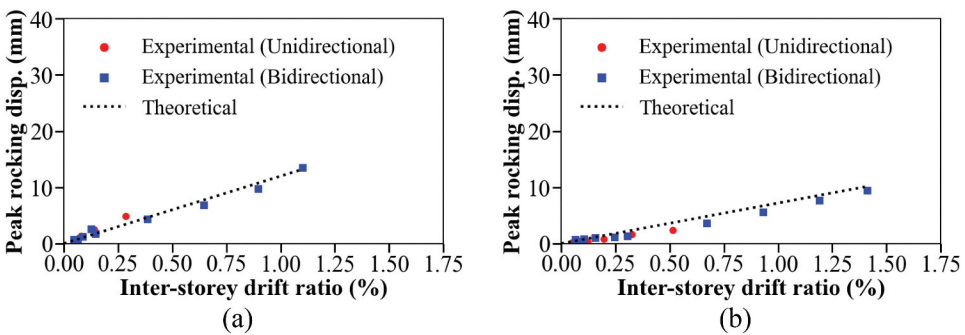 Peak rocking disp. (mm)
40
30
20
10
0
Experimental (Unidirectional)
Experimental (Bidirectional)
Theoretical
0.00 0.25 0.50 0.75 1.00 1.25 1.50 1.75
Inter-storey drift ratio (%)
(a)
Peak rocking disp. (mm)
40
30
20
10
0
Experimental (Unidirectional)
Experimental (Bidirectional)
Theoretical
0.00 0.25 0.50 0.75 1.00 1.25 1.50 1.75
Inter-storey drift ratio (%)
(b)